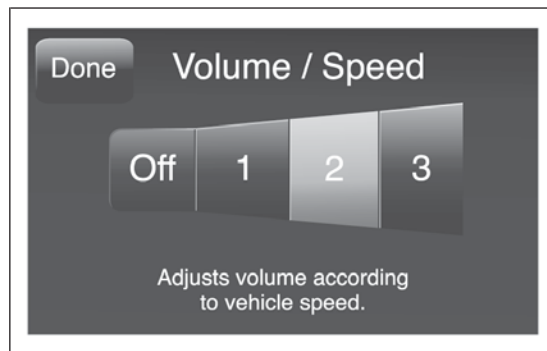 Done
Volume / Speed
Off 1 2 3
Adjusts volume according
to vehicle speed.